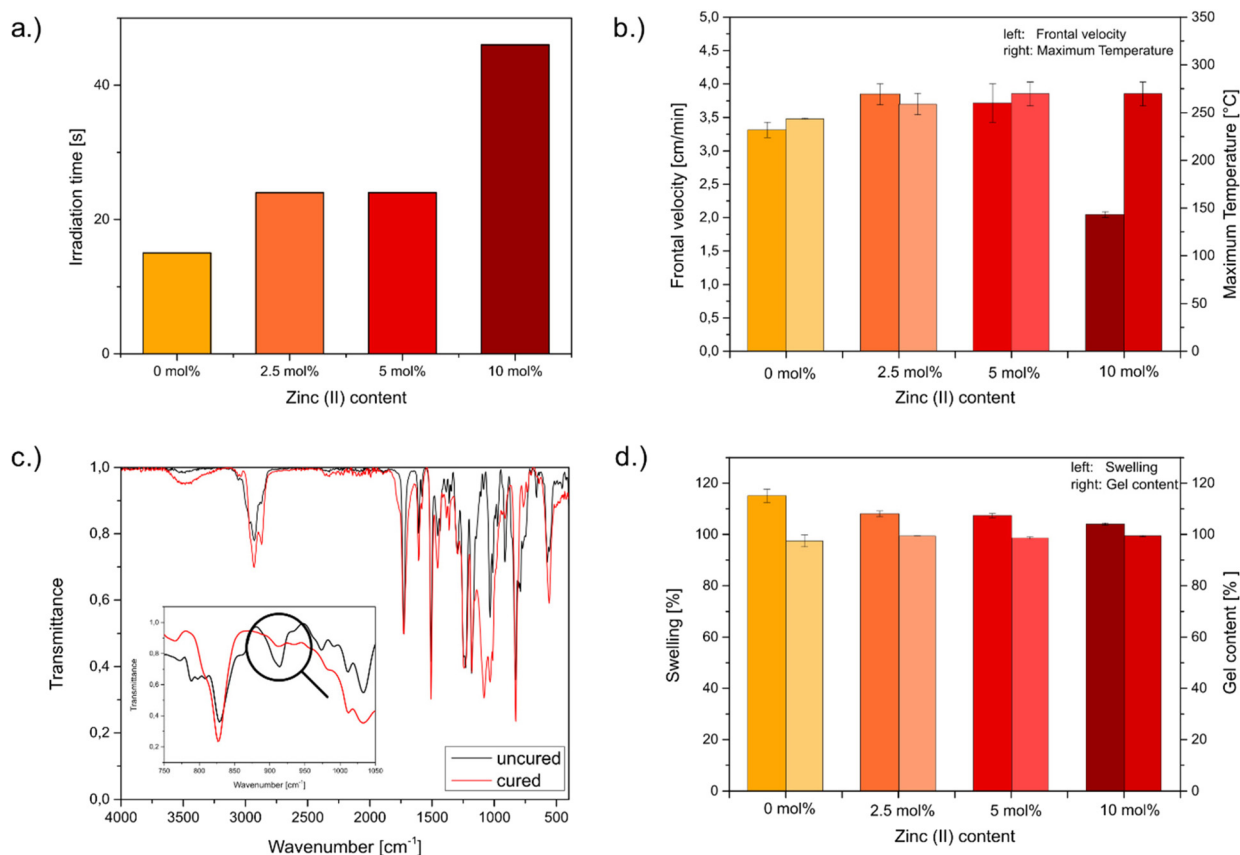 a.)
Irradiation time [s]
40
20
0
0 mol%
2.5 mol%
5 mol%
10 mol%
Zinc (II) content
b.)
left: Frontal velocity
right: Maximum Temperature
Frontal velocity [cm/min]
5,0
4,5
4,0
3,5
3,0
2,5
2,0
1,5
1,0
0,5
0,0
Maximum Temperature [°C]
350
300
250
200
150
100
50
0
0 mol%
2.5 mol%
5 mol%
10 mol%
Zinc (II) content
c.)
Transmittance
1,0
0,8
0,6
0,4
0,2
0,0
4000
3500
3000
2500
2000
1500
1000
500
Wavenumber [cm⁻¹]
Transmittance
1,0
0,8
0,6
0,4
0,2
750
800
850
900
950
1000
1050
Wavenumber [cm⁻¹]
uncured
cured
d.)
left: Swelling
right: Gel content
Swelling [%]
120
100
80
60
40
20
0
Gel content [%
120
100
80
60
40
20
0
0 mol%
2.5 mol%
5 mol%
10 mol%
Zinc (II) content